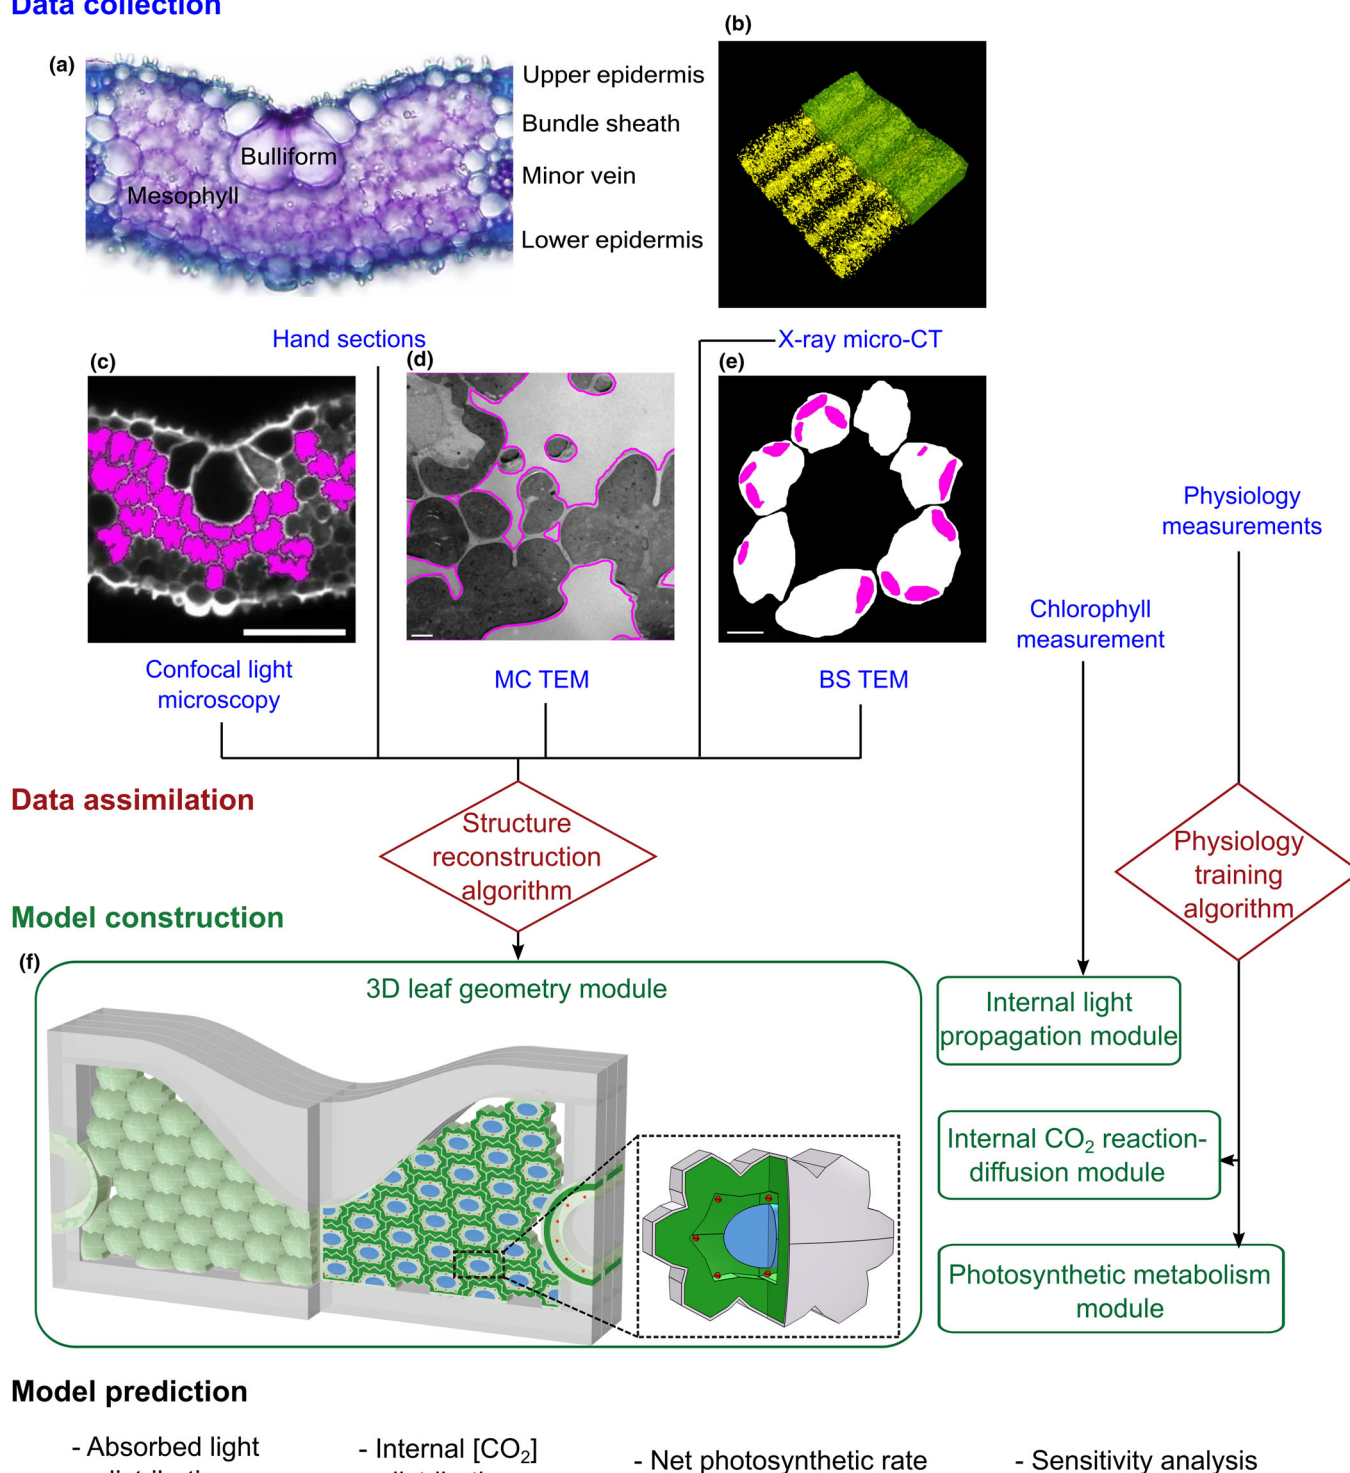 Data collection
(a)
Upper epidermis
Bundle sheath
Minor vein
Lower epidermis
Bulliform
Mesophyll
(b)
Hand sections
X-ray micro-CT
(c)
(d)
(e)
Confocal light
microscopy
MC TEM
BS TEM
Chlorophyll
measurement
Physiology
measurements
Data assimilation
Structure
reconstruction
algorithm
Physiology
training
algorithm
Model construction
(f)
3D leaf geometry module
Internal light
propagation module
Internal CO₂ reaction-
diffusion module
Photosynthetic metabolism
module
Model prediction
- Absorbed light
- Internal [CO₂]
- Net photosynthetic rate
- Sensitivity analysis